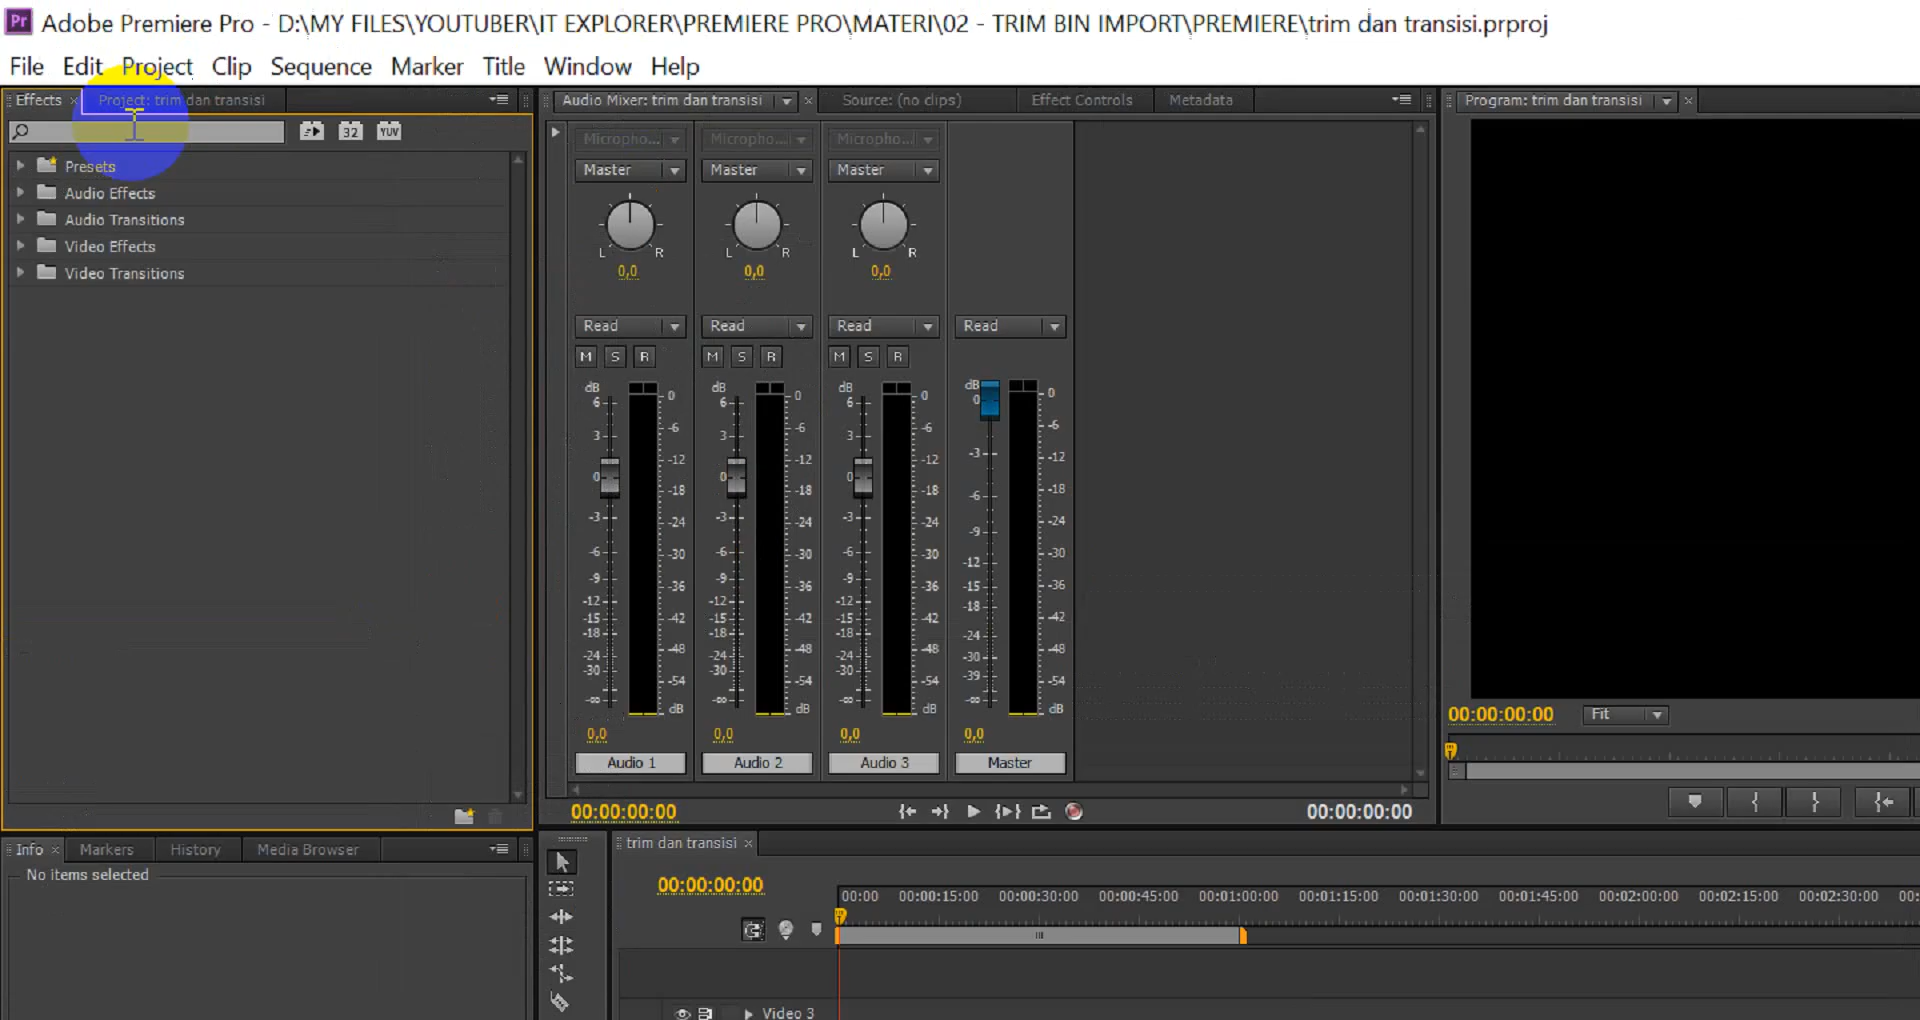 Pr Adobe Premiere Pro - D:\MY FILES\YOUTUBER\IT EXPLORER\PREMIERE PRO\MATERI\02 - TRIM BIN IMPORT\PREMIERE\trim dan transisi.prproj
File Edit Project Clip Sequence Marker Title Window Help
Effects × Project: trim dan transisi
32 YUV
Presets
Audio Effects
Audio Transitions
Video Effects
Video Transitions
Audio Mixer: trim dan transisi × Source: (no clips) Effect Controls Metadata
Micropho... Micropho... Micropho...
Master Master Master
L R L R L R
0,0 0,0 0,0
Read Read Read Read
M S R M S R M S R
dB 6 3 0 -3 -6 -9 -12 -15 -18 -24 -30 -∞
0 -6 -12 -18 -24 -30 -36 -42 -48 -54 dB
dB 6 3 0 -3 -6 -9 -12 -15 -18 -24 -30 -∞
0 -6 -12 -18 -24 -30 -36 -42 -48 -54 dB
dB 6 3 0 -3 -6 -9 -12 -15 -18 -24 -30 -∞
0 -6 -12 -18 -24 -30 -36 -42 -48 -54 dB
dB 0 -3 -6 -9 -12 -15 -18 -24 -30 -39 -∞
0 -6 -12 -18 -24 -30 -36 -42 -48 -54 dB
0,0 0,0 0,0 0,0
Audio 1 Audio 2 Audio 3 Master
00:00:00:00 00:00:00:00
Program: trim dan transisi ×
00:00:00:00 Fit
Info × Markers History Media Browser
No items selected
trim dan transisi ×
00:00:00:00
00:00 00:00:15:00 00:00:30:00 00:00:45:00 00:01:00:00 00:01:15:00 00:01:30:00 00:01:45:00 00:02:00:00 00:02:15:00 00:02:30:00 00:
Video 3